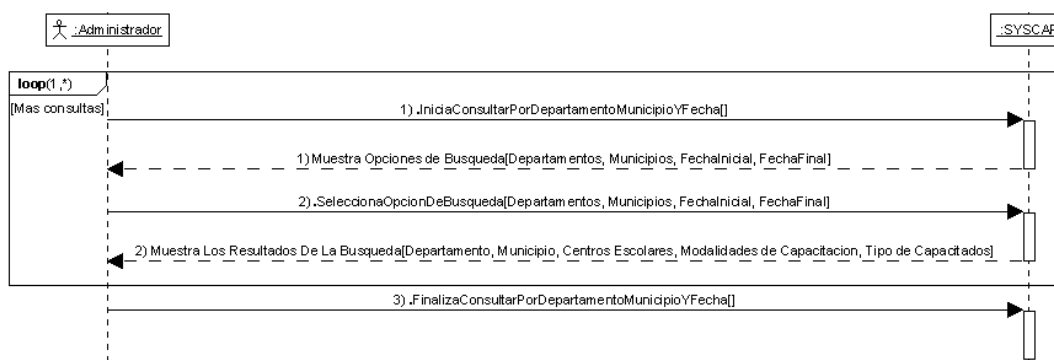 :Administrador
:SYSCAP
loop(1,*)
[Mas consultas]
1) .IniciaConsultarPorDepartamentoMunicipioYFecha[]
1) Muestra Opciones de Busqueda[Departamentos, Municipios, FechaInicial, FechaFinal]
2).SeleccionaOpcionDeBusqueda[Departamentos, Municipios, FechaInicial, FechaFinal]
2) Muestra Los Resultados De La Busqueda[Departamento, Municipio, Centros Escolares, Modalidades de Capacitacion, Tipo de Capacitados]
3) .FinalizaConsultarPorDepartamentoMunicipioYFecha[]